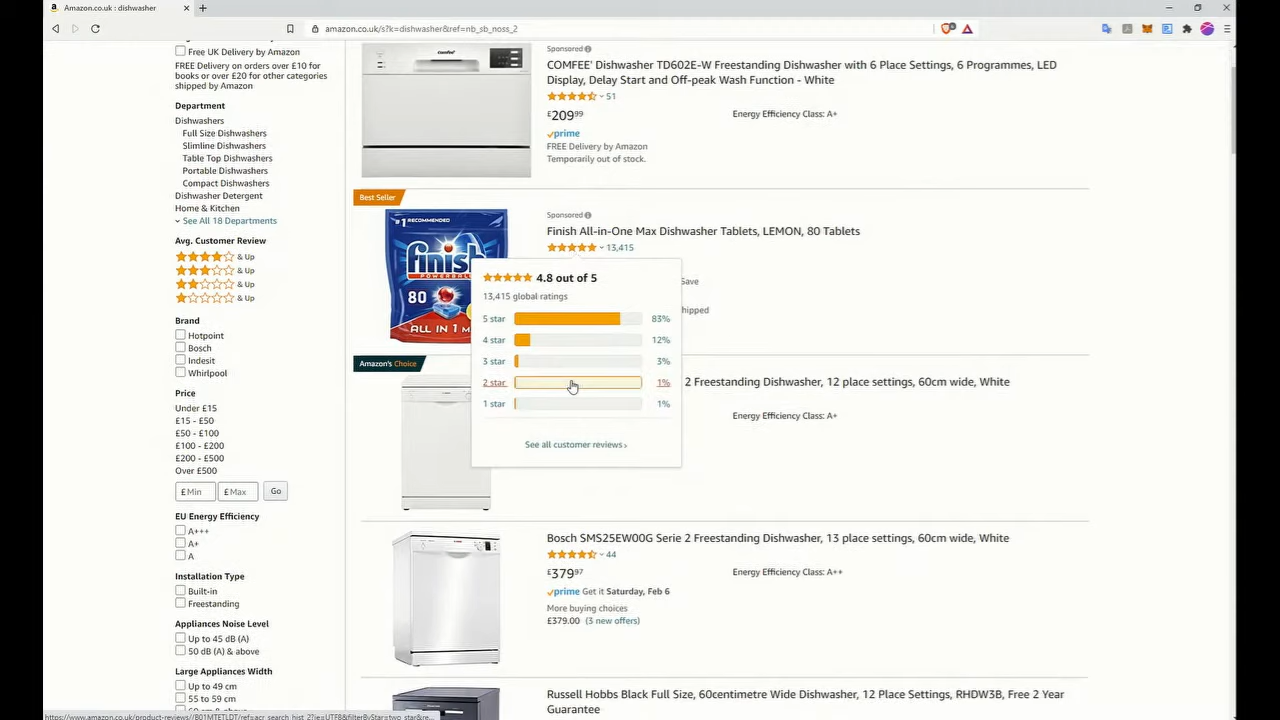 Amazon.co.uk : dishwasher
amazon.co.uk/s?k=dishwasher&ref=nb_sb_noss_2
Free UK Delivery by Amazon
FREE Delivery on orders over £10 for
books or over £20 for other categories
shipped by Amazon
Department
Dishwashers
Full Size Dishwashers
Slimline Dishwashers
Table Top Dishwashers
Portable Dishwashers
Compact Dishwashers
Dishwasher Detergent
Home & Kitchen
See All 18 Departments
Avg. Customer Review
& Up
& Up
& Up
& Up
Brand
Hotpoint
Bosch
Indesit
Whirlpool
Price
Under £15
£15 - £50
£50 - £100
£100 - £200
£200 - £500
Over £500
£ Min
£ Max
Go
EU Energy Efficiency
A+++
A+
A
Installation Type
Built-in
Freestanding
Appliances Noise Level
Up to 45 dB (A)
50 dB (A) & above
Large Appliances Width
Up to 49 cm
55 to 59 cm
Sponsored
COMFEE' Dishwasher TD602E-W Freestanding Dishwasher with 6 Place Settings, 6 Programmes, LED
Display, Delay Start and Off-peak Wash Function - White
51
£209.99
Energy Efficiency Class: A+
prime
FREE Delivery by Amazon
Temporarily out of stock.
Best Seller
#1 RECOMMENDED
finish
POWERBALL
80
ALL IN 1 M
Sponsored
Finish All-in-One Max Dishwasher Tablets, LEMON, 80 Tablets
13,415
Save
hipped
4.8 out of 5
13,415 global ratings
5 star 83%
4 star 12%
3 star 3%
2 star 1%
1 star 1%
See all customer reviews
Amazon's Choice
2 Freestanding Dishwasher, 12 place settings, 60cm wide, White
Energy Efficiency Class: A+
Bosch SMS25EW00G Serie 2 Freestanding Dishwasher, 13 place settings, 60cm wide, White
44
£379.97
Energy Efficiency Class: A++
prime Get it Saturday, Feb 6
More buying choices
£379.00 (3 new offers)
Russell Hobbs Black Full Size, 60centimetre Wide Dishwasher, 12 Place Settings, RHDW3B, Free 2 Year
Guarantee